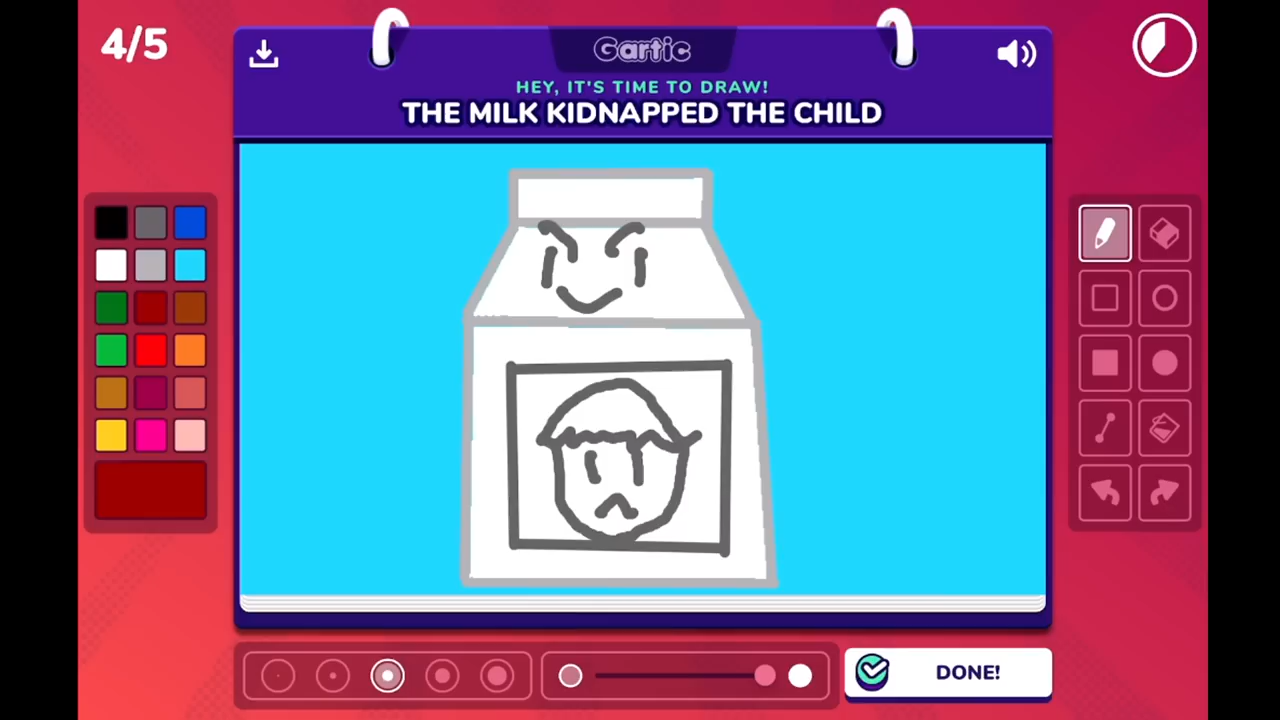 4/5
Gartic
HEY, IT'S TIME TO DRAW!
THE MILK KIDNAPPED THE CHILD
DONE!